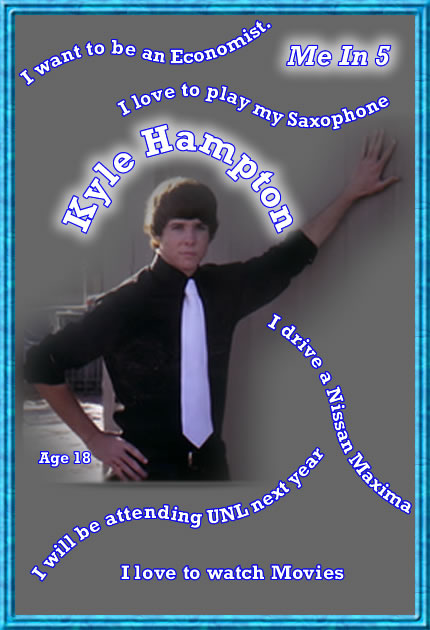 I want to be an Economist.
Me In 5
I love to play my Saxophone
Kyle Hampton
I drive a Nissan Maxima
Age 18
I will be attending UNL next year
I love to watch Movies